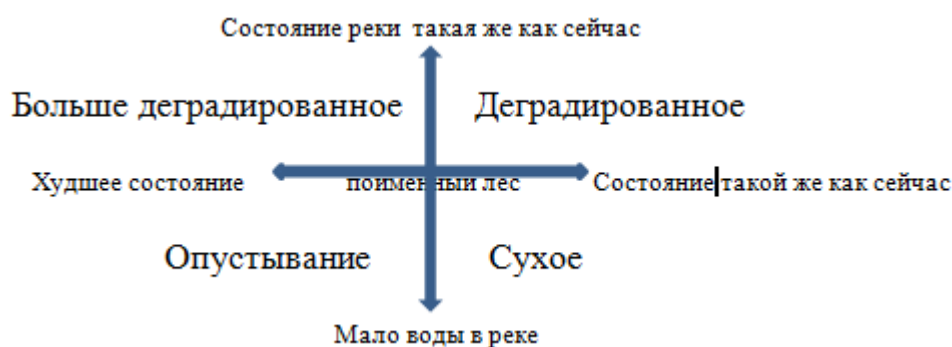 Состояние реки такая же как сейчас
Больше деградированное Деградированное
Худшее состояние пойменный лес Состояние такой же как сейчас
Опустывание Сухое
Мало воды в реке